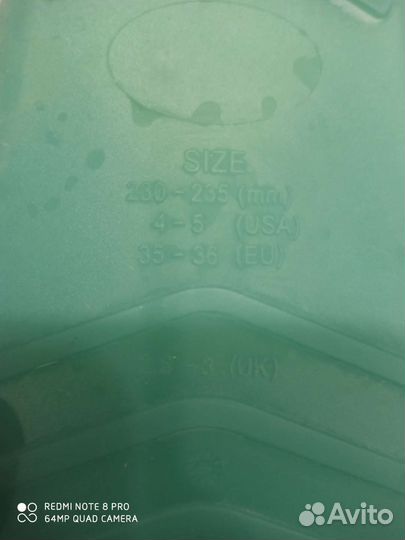 SIZE
230 - 235 (mm)
4 - 5 (USA)
35 - 36 (EU)
- 3 (UK)
REDMI NOTE 8 PRO
64MP QUAD CAMERA
Avito